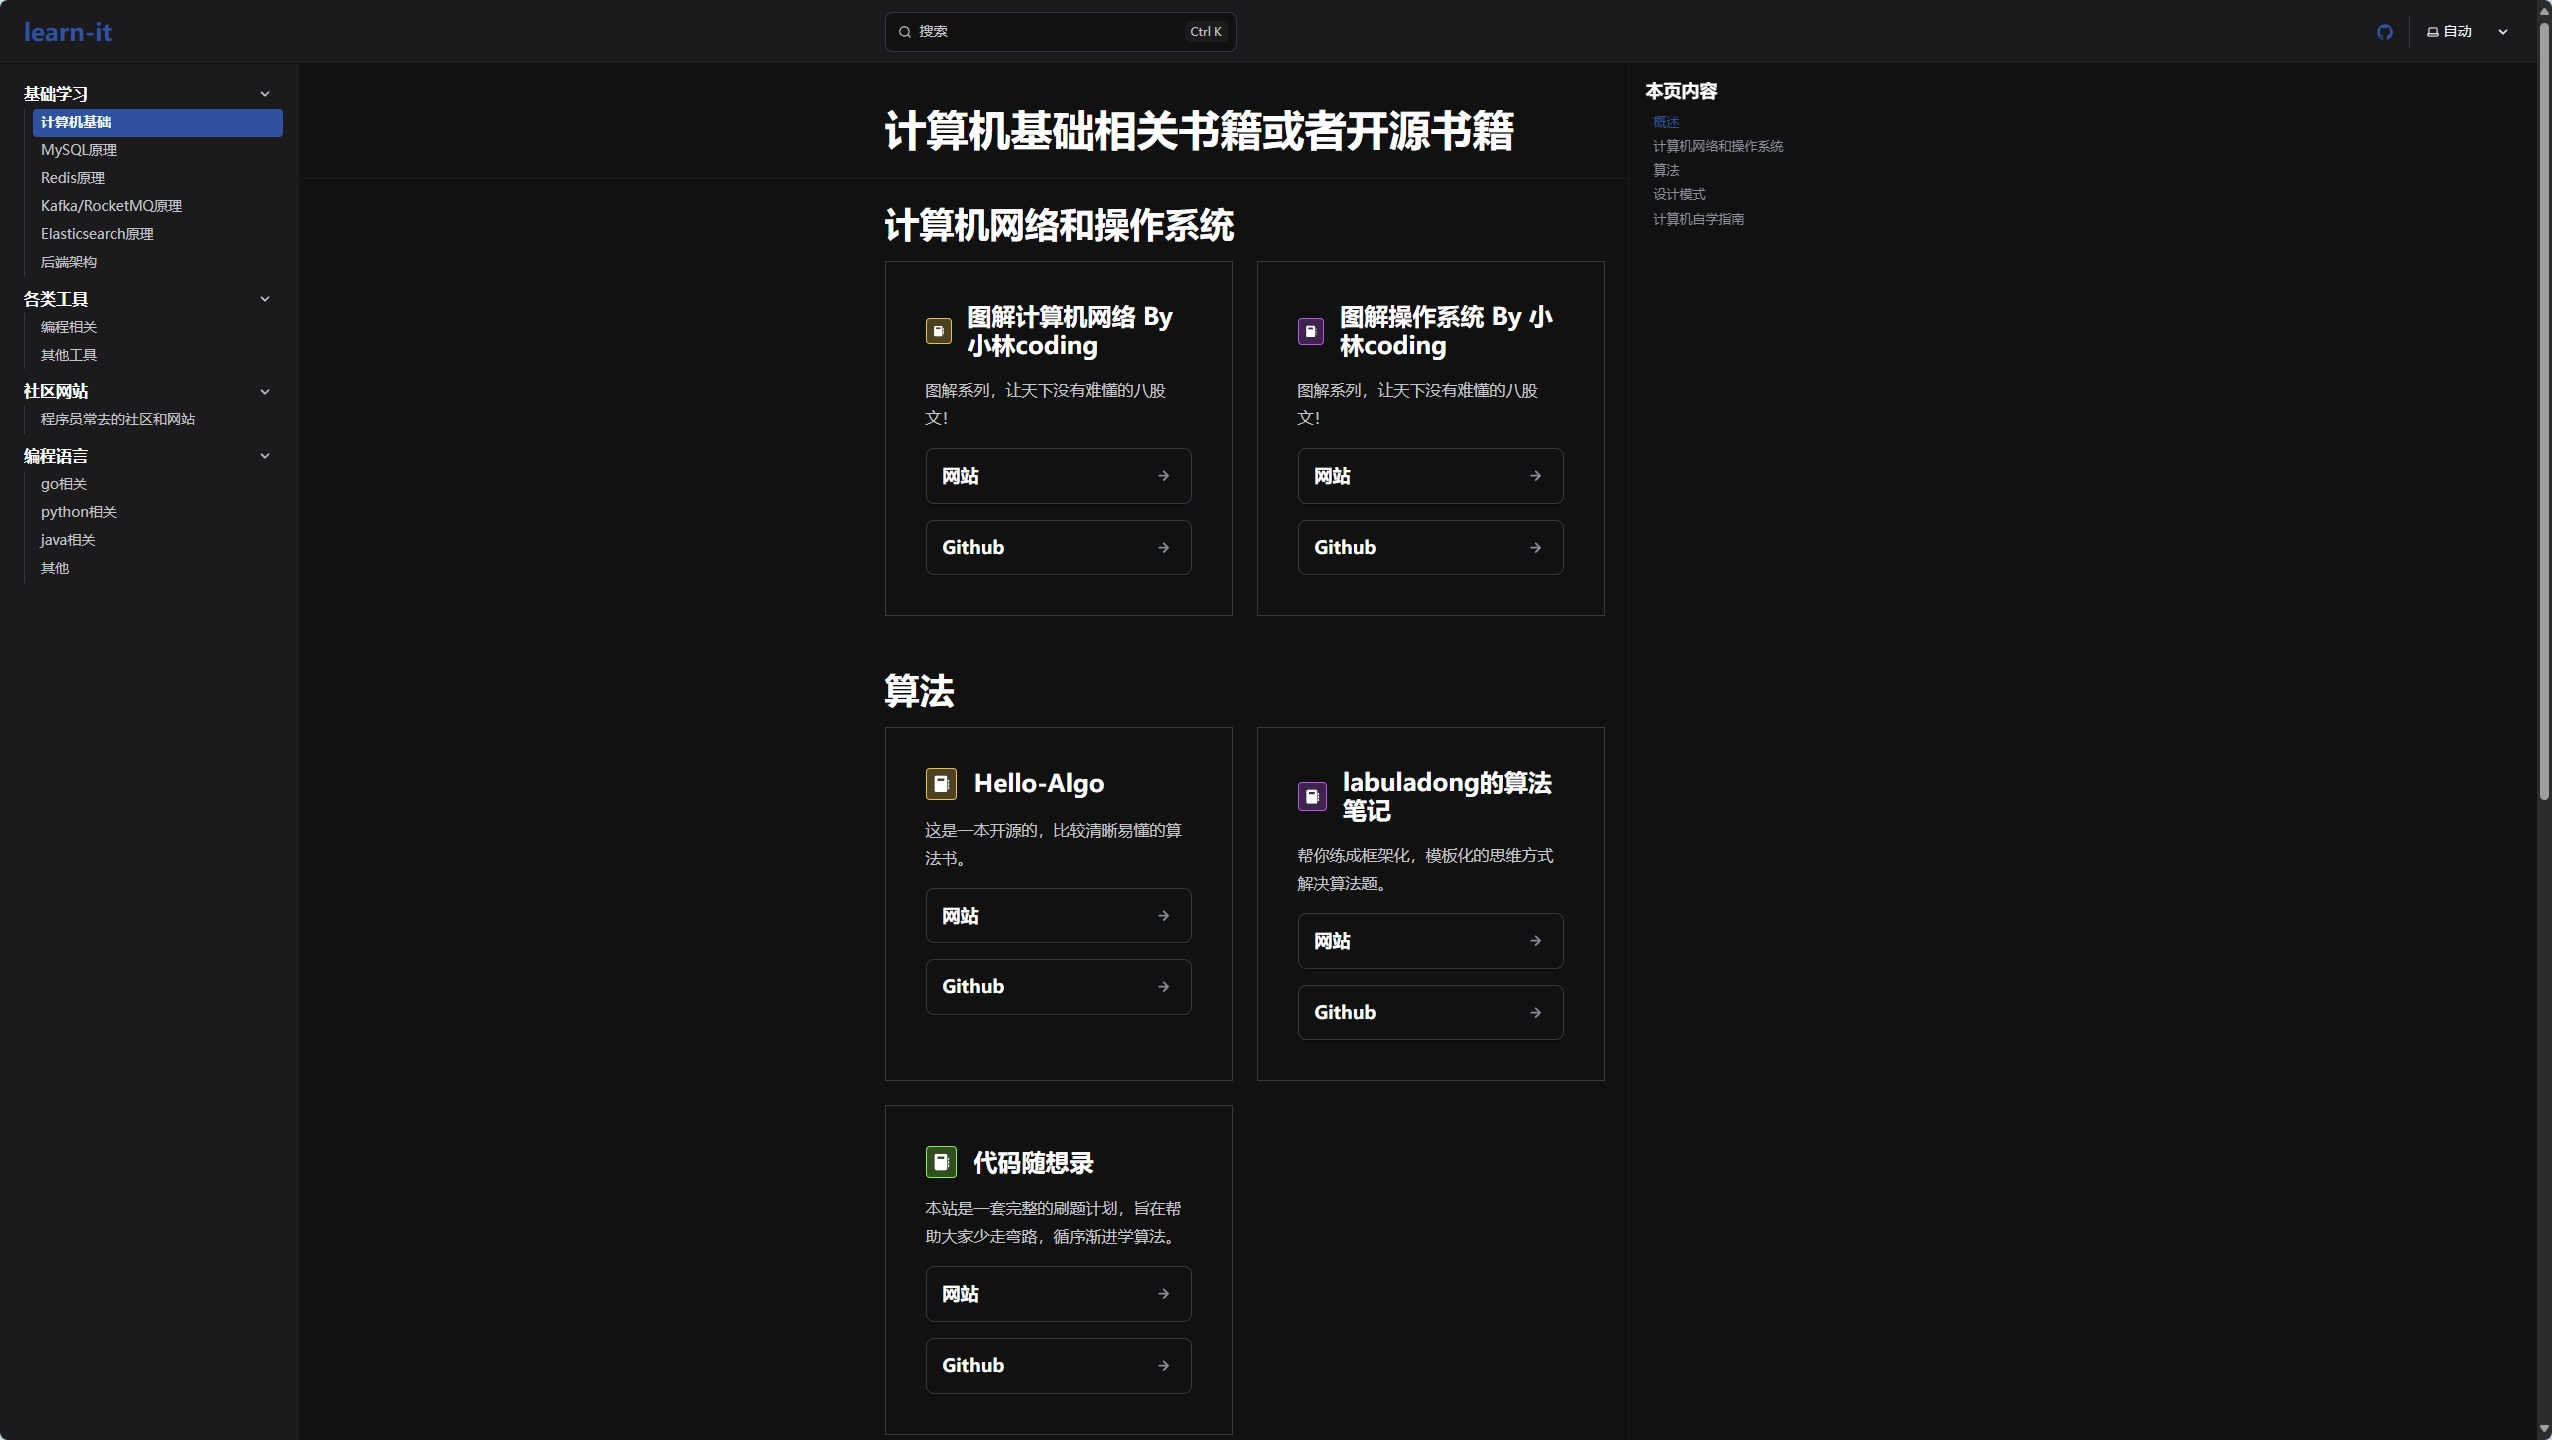 learn-it
搜索
Ctrl K
自动
基础学习
计算机基础
MySQL原理
Redis原理
Kafka/RocketMQ原理
Elasticsearch原理
后端架构
各类工具
编程相关
其他工具
社区网站
程序员常去的社区和网站
编程语言
go相关
python相关
java相关
其他
计算机基础相关书籍或者开源书籍
计算机网络和操作系统
图解计算机网络 By
小林coding
图解系列，让天下没有难懂的八股
文！
网站
Github
图解操作系统 By 小
林coding
图解系列，让天下没有难懂的八股
文！
网站
Github
算法
Hello-Algo
这是一本开源的，比较清晰易懂的算
法书。
网站
Github
labuladong的算法
笔记
帮你练成框架化，模板化的思维方式
解决算法题。
网站
Github
代码随想录
本站是一套完整的刷题计划，旨在帮
助大家少走弯路，循序渐进学算法。
网站
Github
本页内容
概述
计算机网络和操作系统
算法
设计模式
计算机自学指南